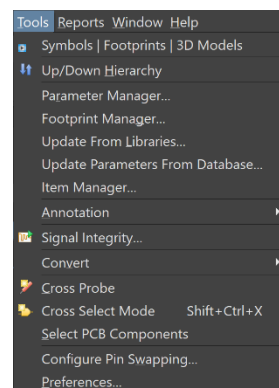 Tools Reports Window Help
Symbols | Footprints | 3D Models
Up/Down Hierarchy
Parameter Manager...
Footprint Manager...
Update From Libraries...
Update Parameters From Database...
Item Manager...
Annotation
Signal Integrity...
Convert
Cross Probe
Cross Select Mode Shift+Ctrl+X
Select PCB Components
Configure Pin Swapping...
Preferences...